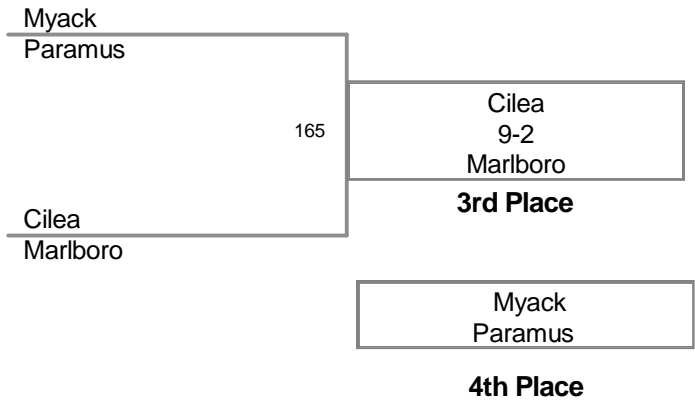 Myack
Paramus
165
Cilea
9-2
Marlboro
3rd Place
Cilea
Marlboro
Myack
Paramus
4th Place